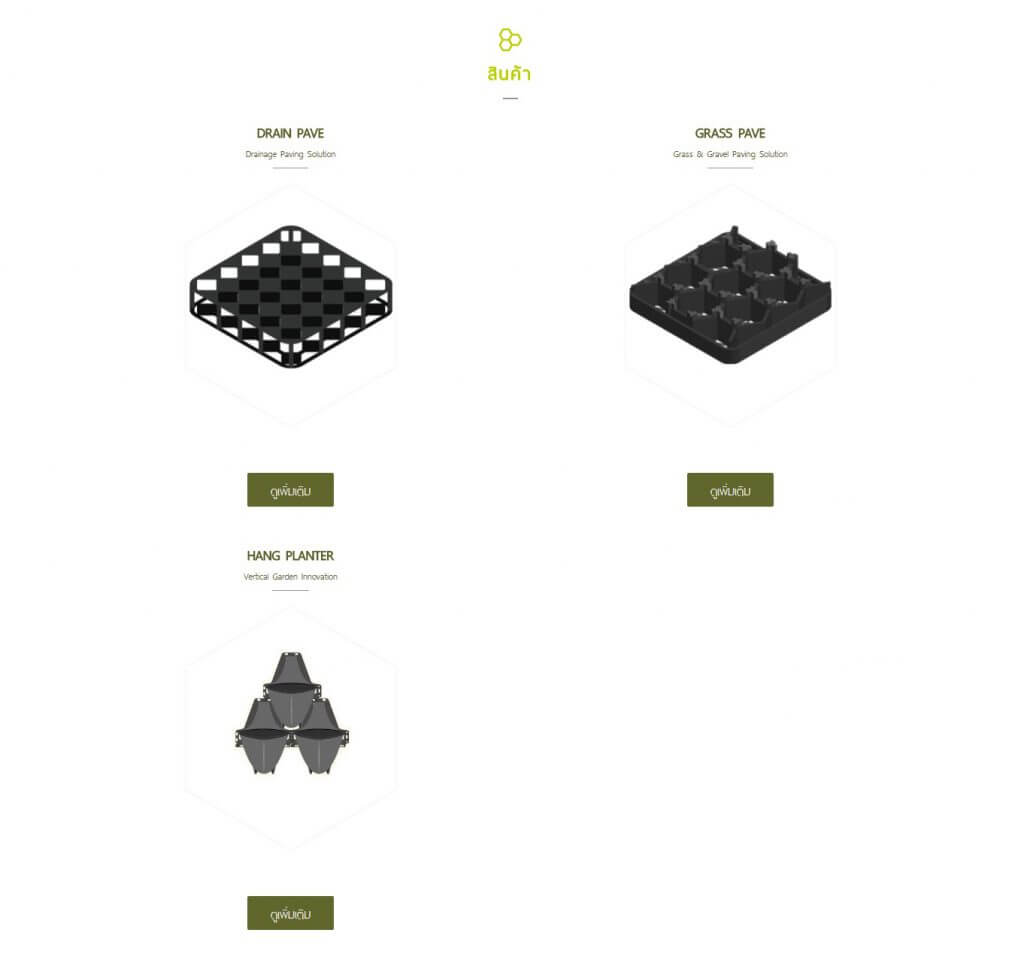 สินค้า
DRAIN PAVE
Drainage Paving Solution
ดูเพิ่มเติม
GRASS PAVE
Grass & Gravel Paving Solution
ดูเพิ่มเติม
HANG PLANTER
Vertical Garden Innovation
ดูเพิ่มเติม